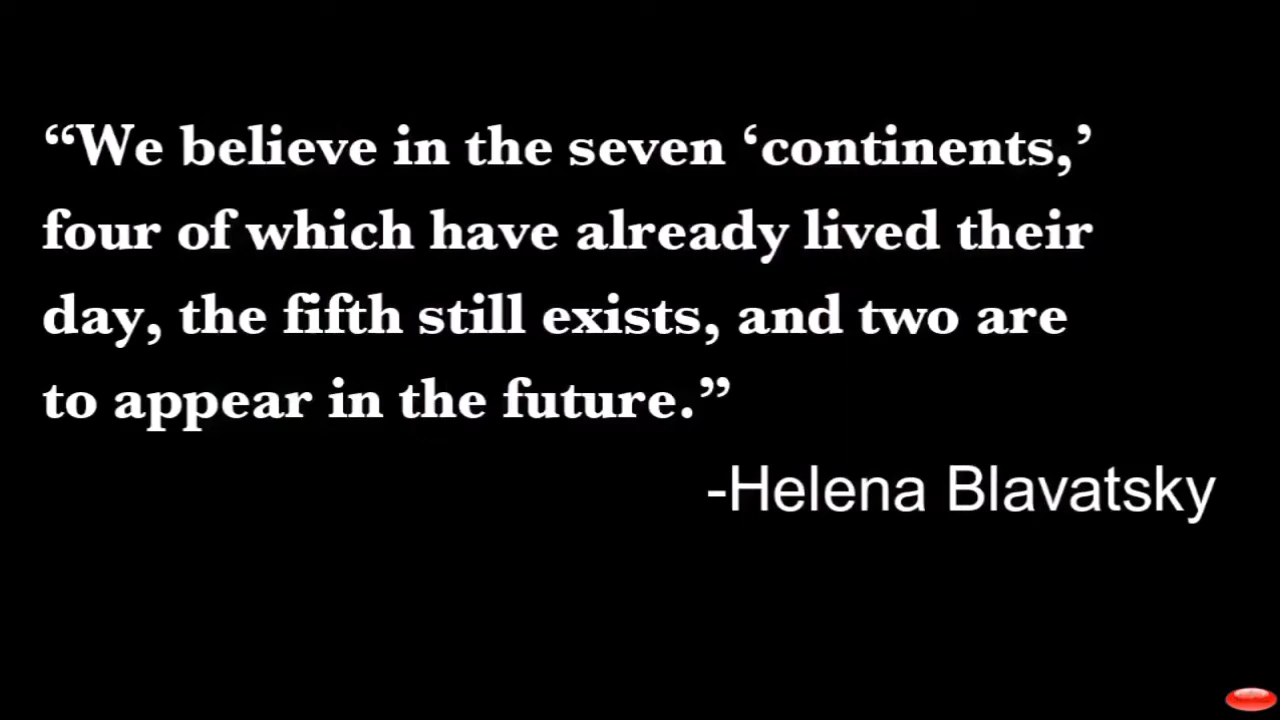 “We believe in the seven ‘continents,’
four of which have already lived their
day, the fifth still exists, and two are
to appear in the future.”
-Helena Blavatsky